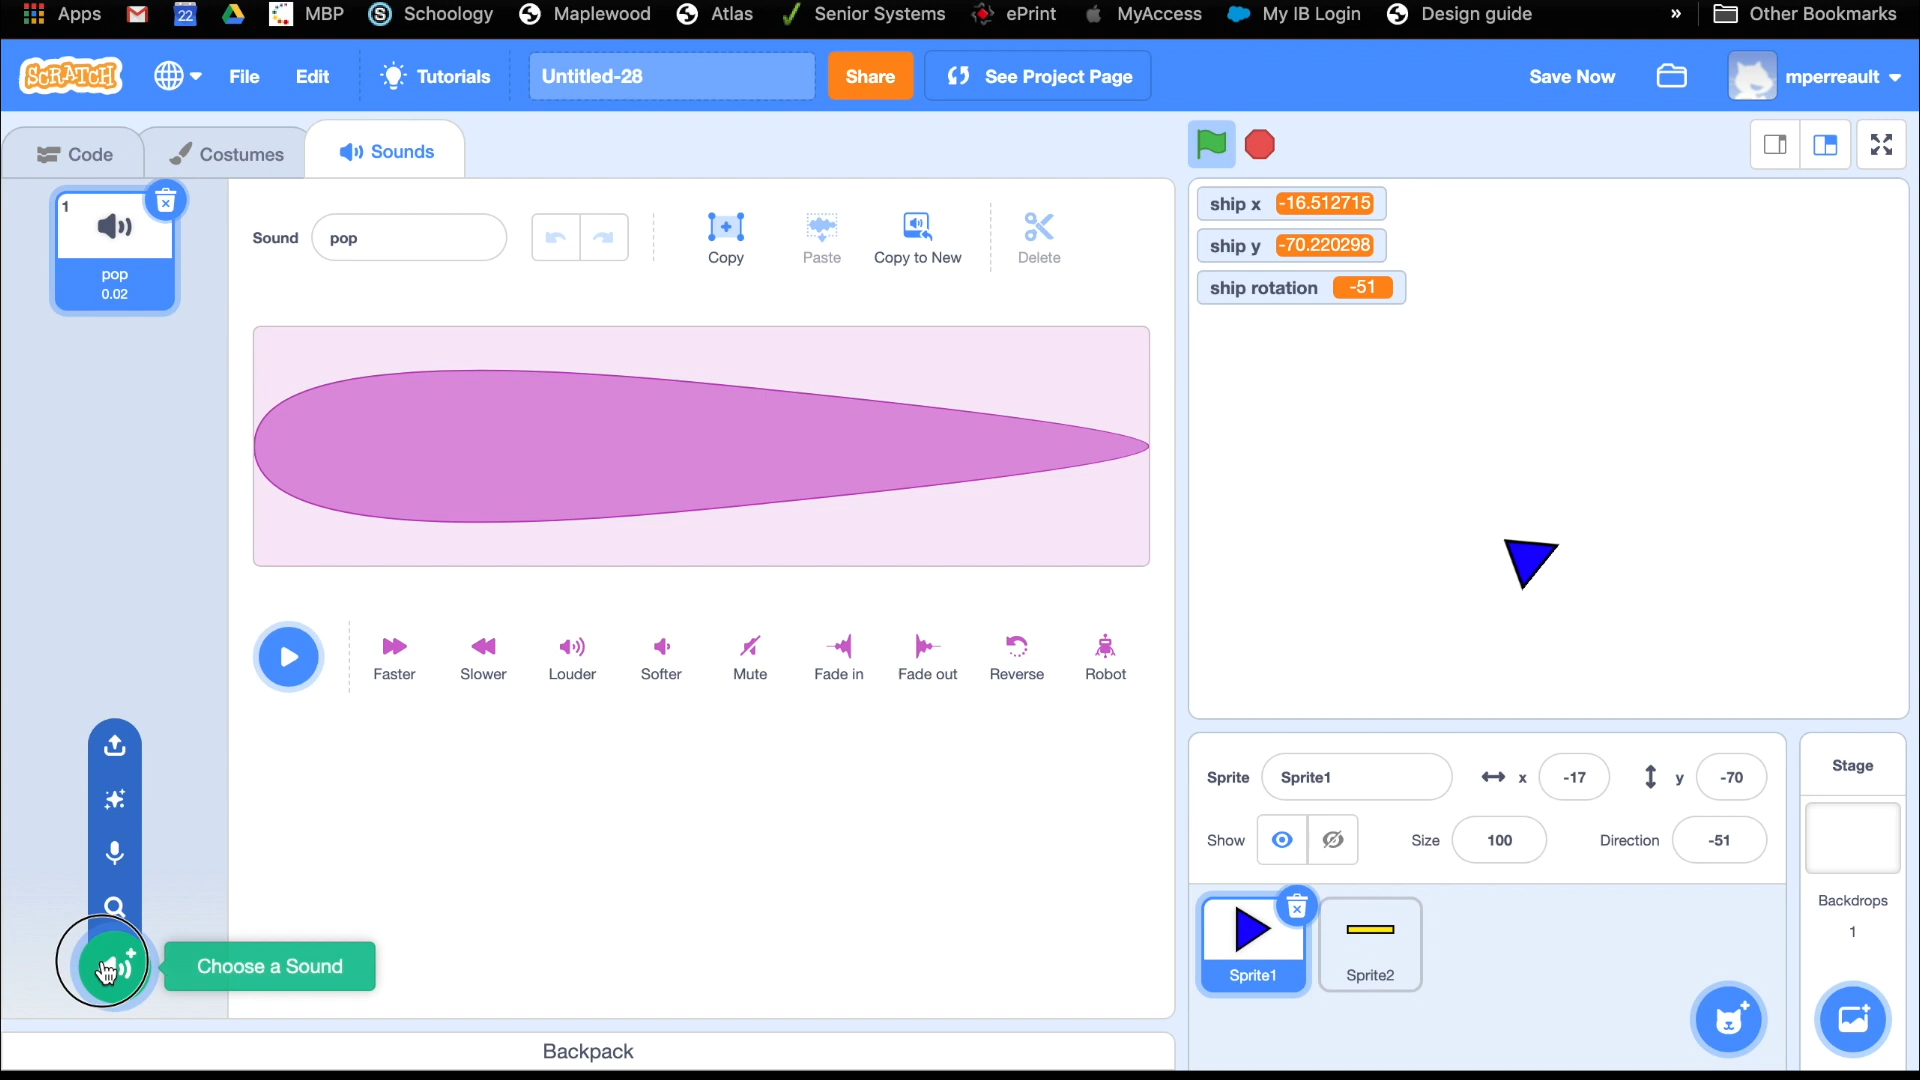 Apps 22 MBP Schoology Maplewood Atlas Senior Systems ePrint MyAccess My IB Login Design guide » Other Bookmarks
SCRATCH File Edit Tutorials Untitled-28 Share See Project Page Save Now mperreault
Code Costumes Sounds
1
pop
0.02
Sound pop Copy Paste Copy to New Delete
Faster Slower Louder Softer Mute Fade in Fade out Reverse Robot
Choose a Sound
Backpack
ship x -16.512715
ship y -70.220298
ship rotation -51
Sprite Sprite1 x -17 y -70
Show Size 100 Direction -51
Sprite1 Sprite2
Stage
Backdrops
1